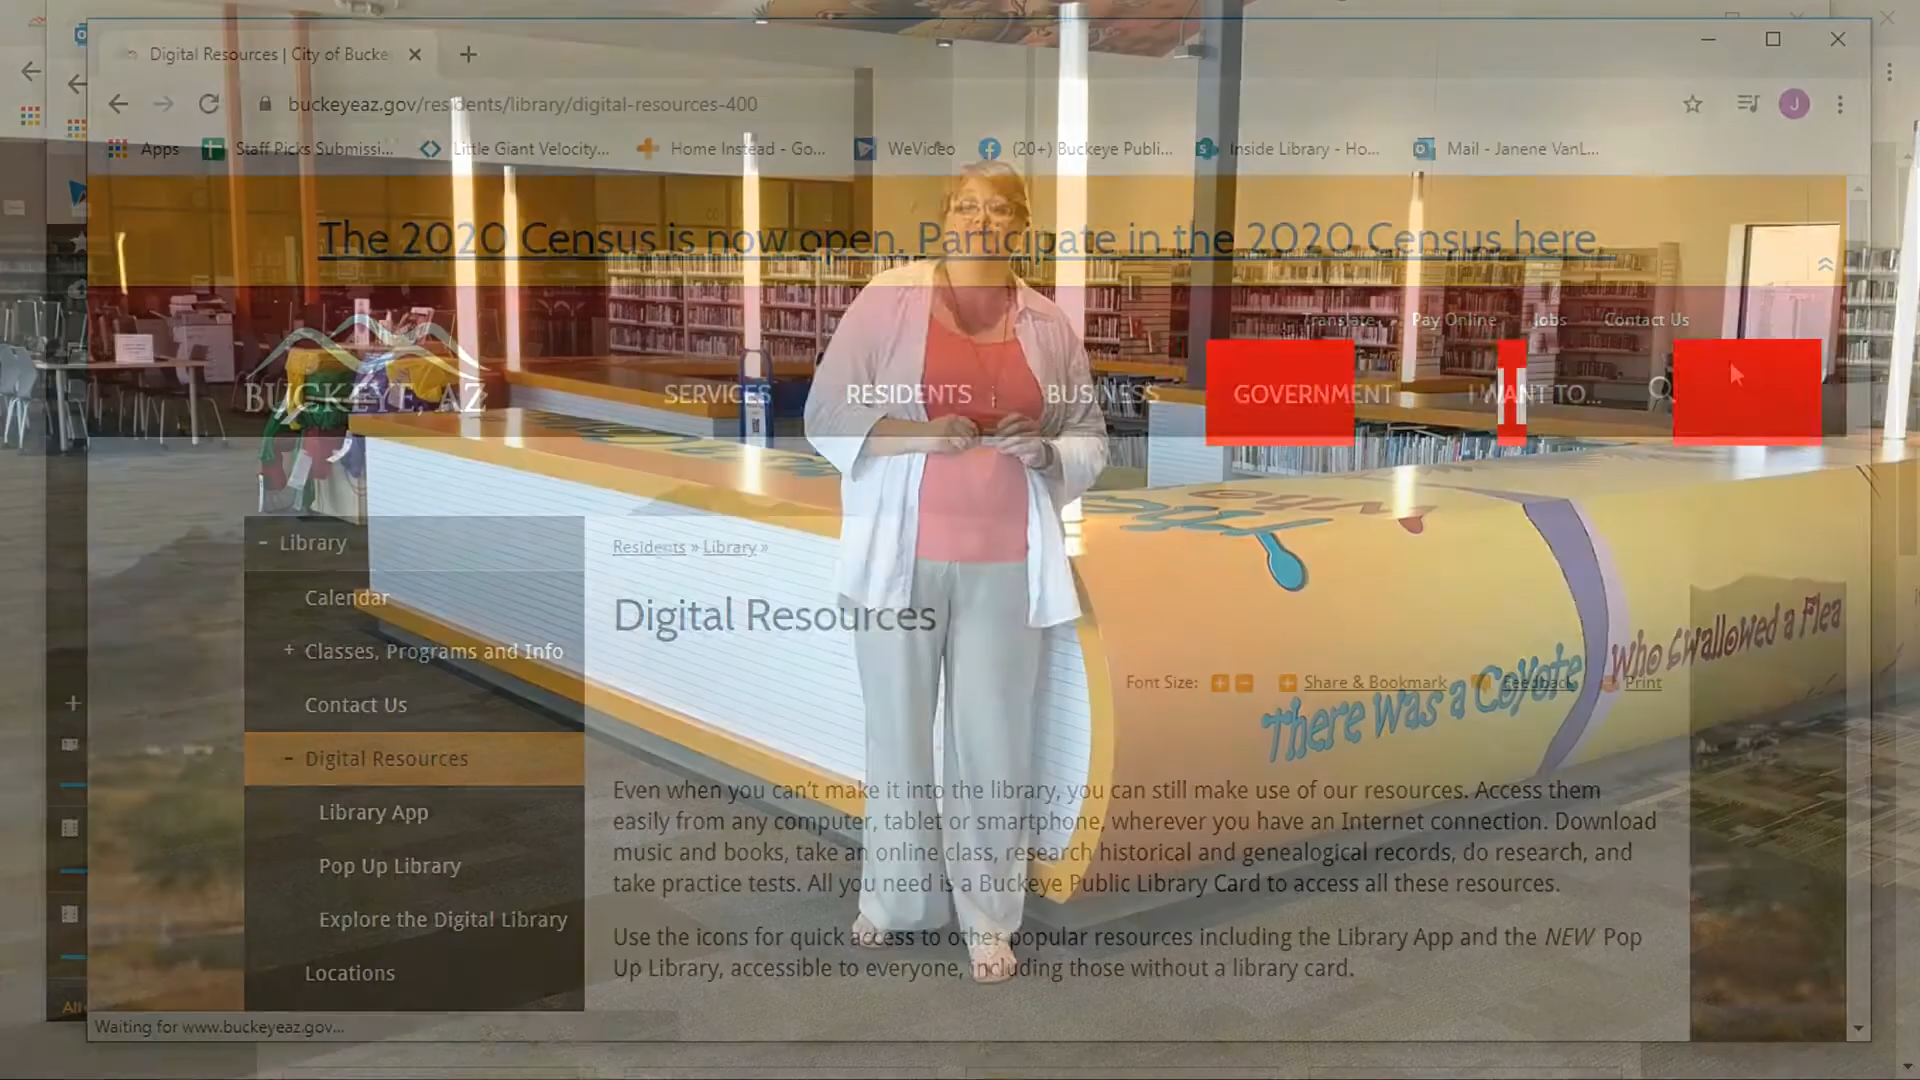 Digital Resources | City of Bucke
buckeyeaz.gov/residents/library/digital-resources-400
J
Apps
Staff Picks Submissi...
Little Giant Velocity...
Home Instead - Go...
WeVideo
(20+) Buckeye Publi...
Inside Library - Ho...
Mail - Janene VanL...
The 2020 Census is now open. Participate in the 2020 Census here.
Translate
Pay Online
Jobs
Contact Us
BUCKEYE, AZ
SERVICES
RESIDENTS
BUSINESS
GOVERNMENT
I WANT TO...
- Library
Calendar
+ Classes, Programs and Info
Contact Us
- Digital Resources
Library App
Pop Up Library
Explore the Digital Library
Locations
Residents » Library »
Digital Resources
Font Size:
Share & Bookmark
Feedback
Print
There Was a Coyote
Who Swallowed a Flea
Even when you can't make it into the library, you can still make use of our resources. Access them
easily from any computer, tablet or smartphone, wherever you have an Internet connection. Download
music and books, take an online class, research historical and genealogical records, do research, and
take practice tests. All you need is a Buckeye Public Library Card to access all these resources.
Use the icons for quick access to other popular resources including the Library App and the NEW Pop
Up Library, accessible to everyone, including those without a library card.
All
Waiting for www.buckeyeaz.gov...